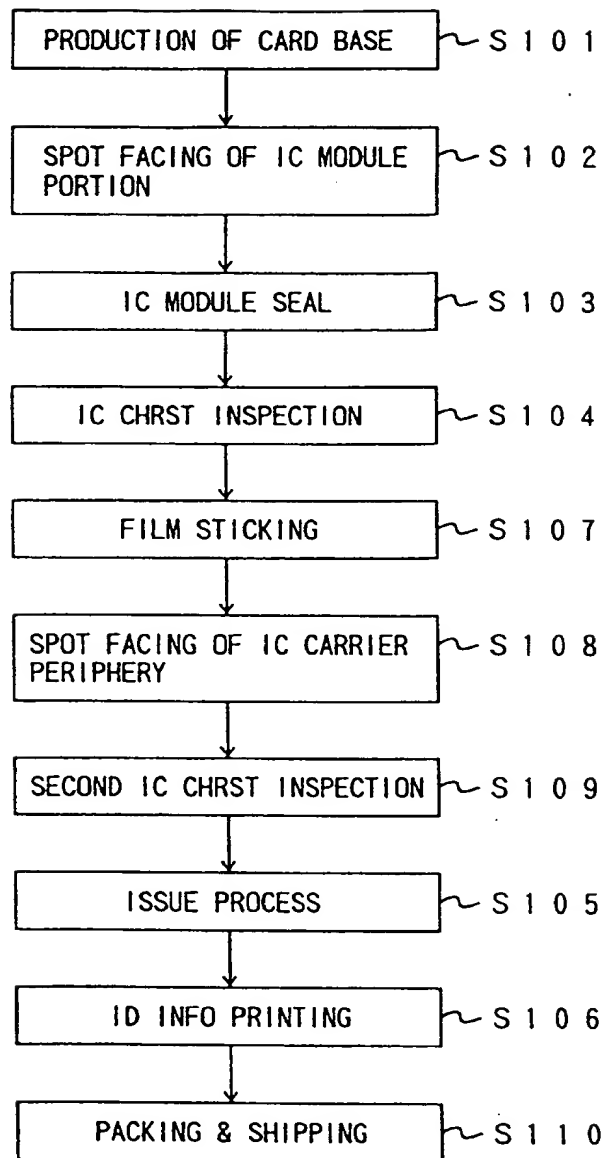 PRODUCTION OF CARD BASE S101
SPOT FACING OF IC MODULE PORTION S102
IC MODULE SEAL S103
IC CHRST INSPECTION S104
FILM STICKING S107
SPOT FACING OF IC CARRIER PERIPHERY S108
SECOND IC CHRST INSPECTION S109
ISSUE PROCESS S105
ID INFO PRINTING S106
PACKING & SHIPPING S110